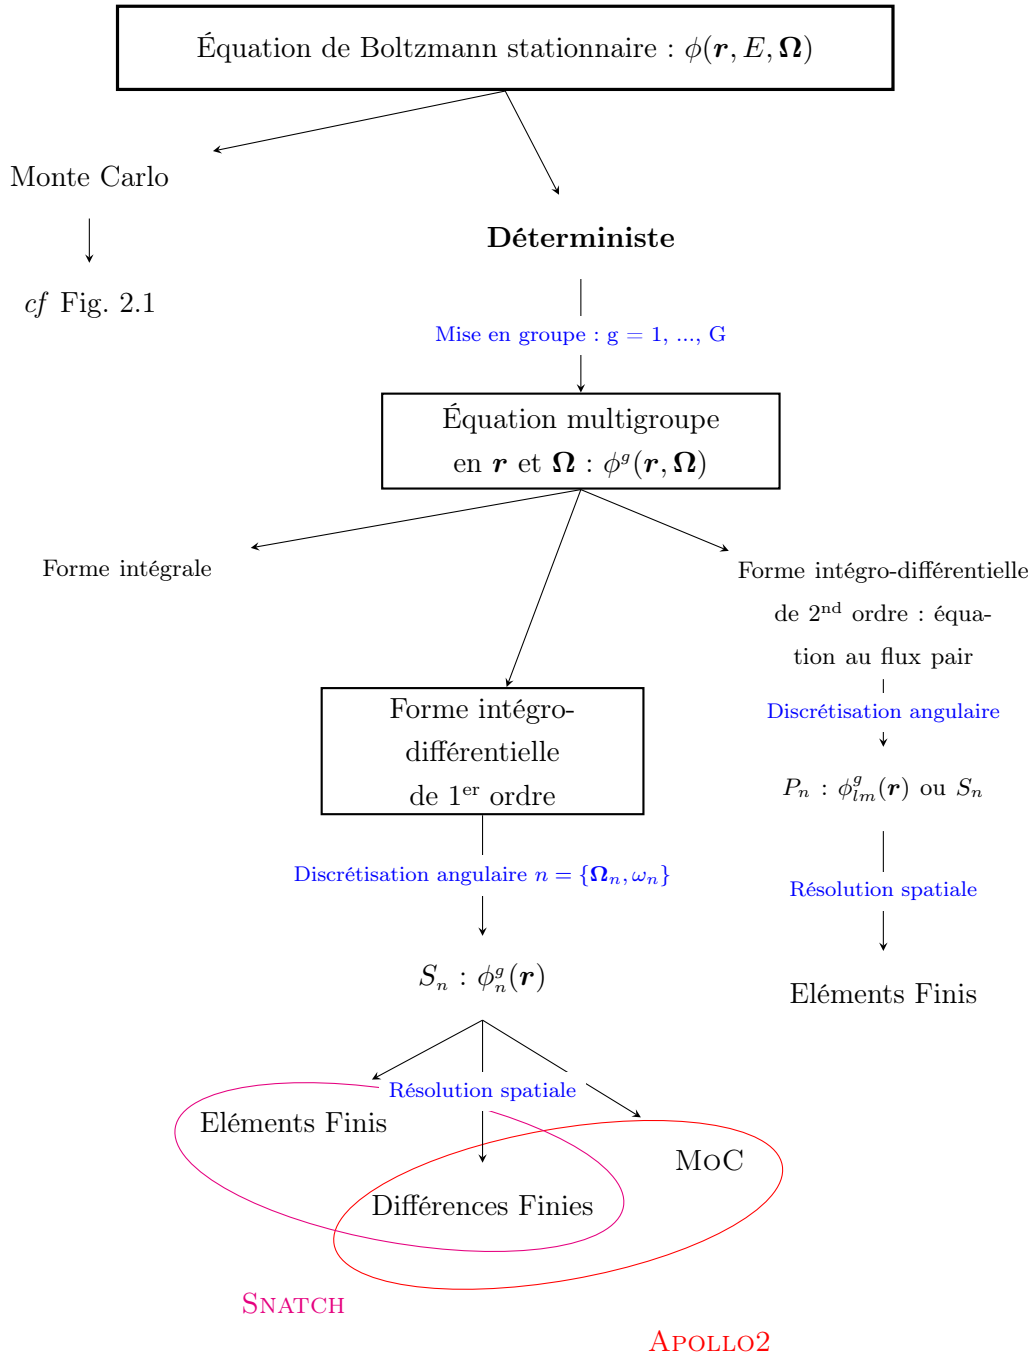 Équation de Boltzmann stationnaire : ϕ(r, E, Ω)
Monte Carlo
Déterministe
cf Fig. 2.1
Mise en groupe : g = 1, ..., G
Équation multigroupe
en r et Ω : ϕ^g(r, Ω)
Forme intégrale
Forme intégro-différentielle
de 2nd ordre : équa-
tion au flux pair
Forme intégro-
différentielle
de 1er ordre
Discrétisation angulaire
P_n : ϕ^g_{lm}(r) ou S_n
Discrétisation angulaire n = {Ω_n, ω_n}
Résolution spatiale
S_n : ϕ^g_n(r)
Eléments Finis
Résolution spatiale
Eléments Finis
MoC
Différences Finies
SNATCH
APOLLO2